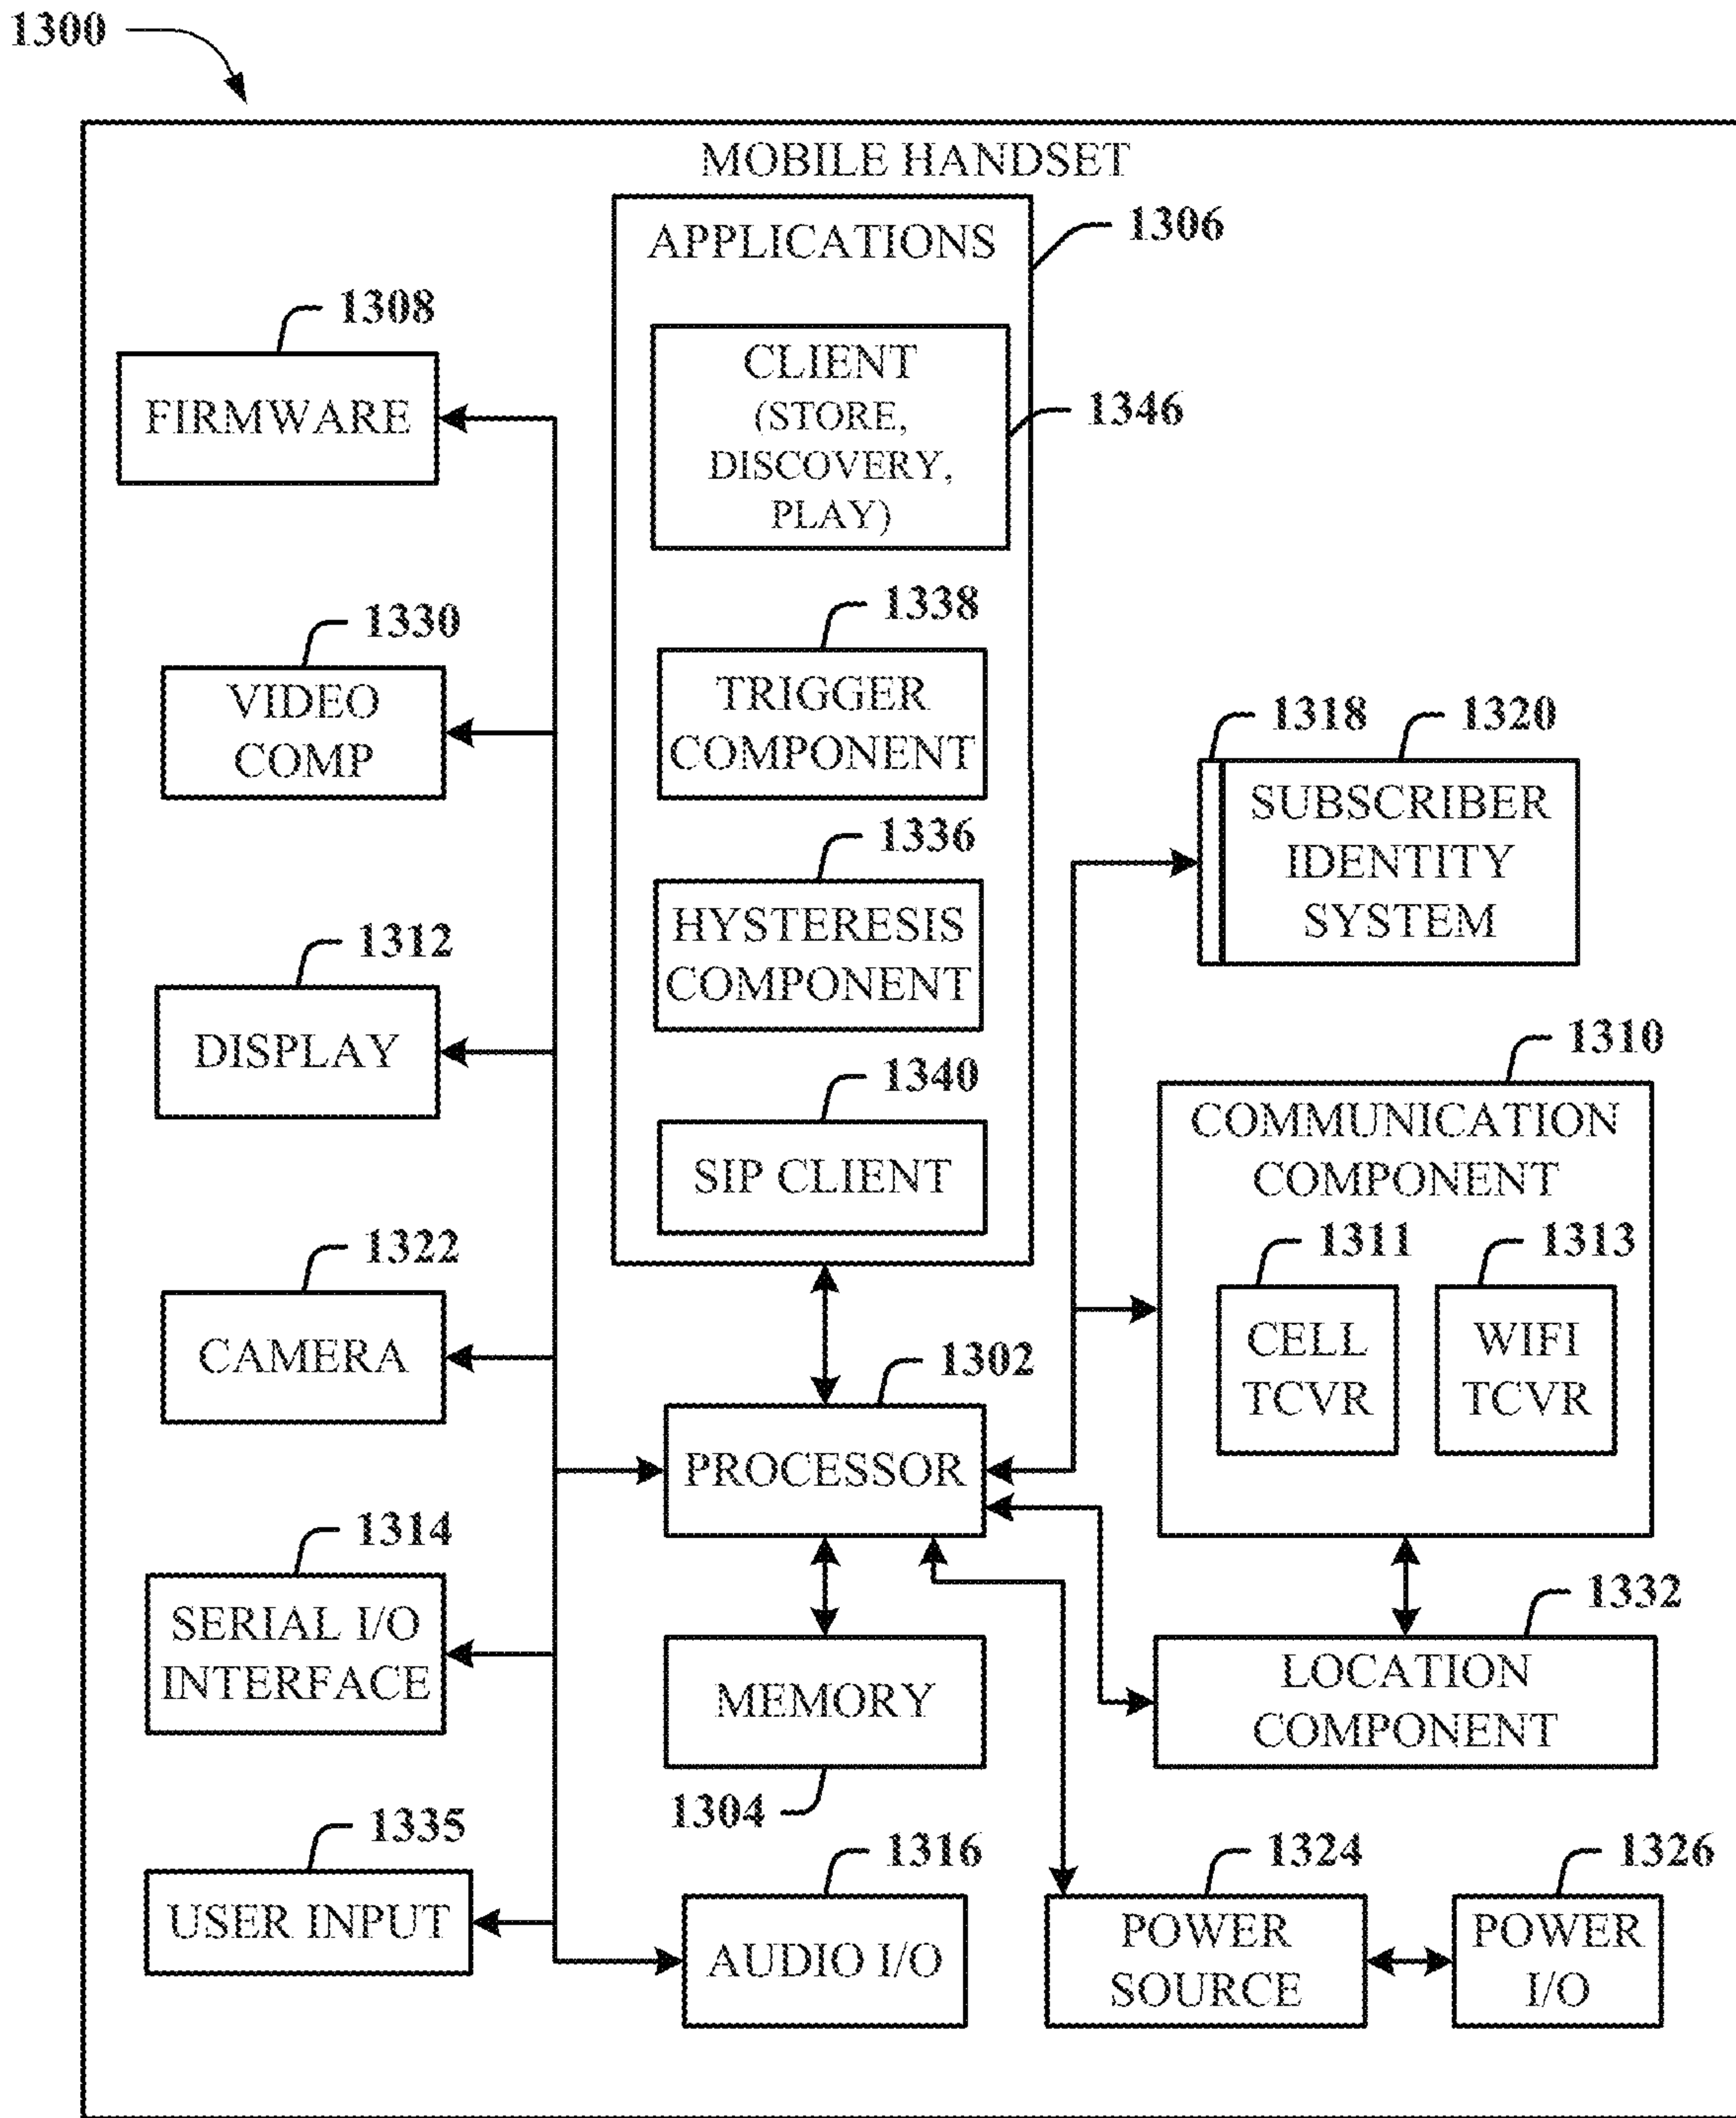 1300
MOBILE HANDSET
APPLICATIONS
1306
CLIENT
(STORE,
DISCOVERY,
PLAY)
1346
1338
TRIGGER
COMPONENT
1336
HYSTERESIS
COMPONENT
1340
SIP CLIENT
1308
FIRMWARE
1330
VIDEO
COMP
1312
DISPLAY
1322
CAMERA
1314
SERIAL I/O
INTERFACE
1335
USER INPUT
1302
PROCESSOR
MEMORY
1304
1316
AUDIO I/O
1318
1320
SUBSCRIBER
IDENTITY
SYSTEM
1310
COMMUNICATION
COMPONENT
1311
CELL
TCVR
1313
WIFI
TCVR
1332
LOCATION
COMPONENT
1324
POWER
SOURCE
1326
POWER
I/O